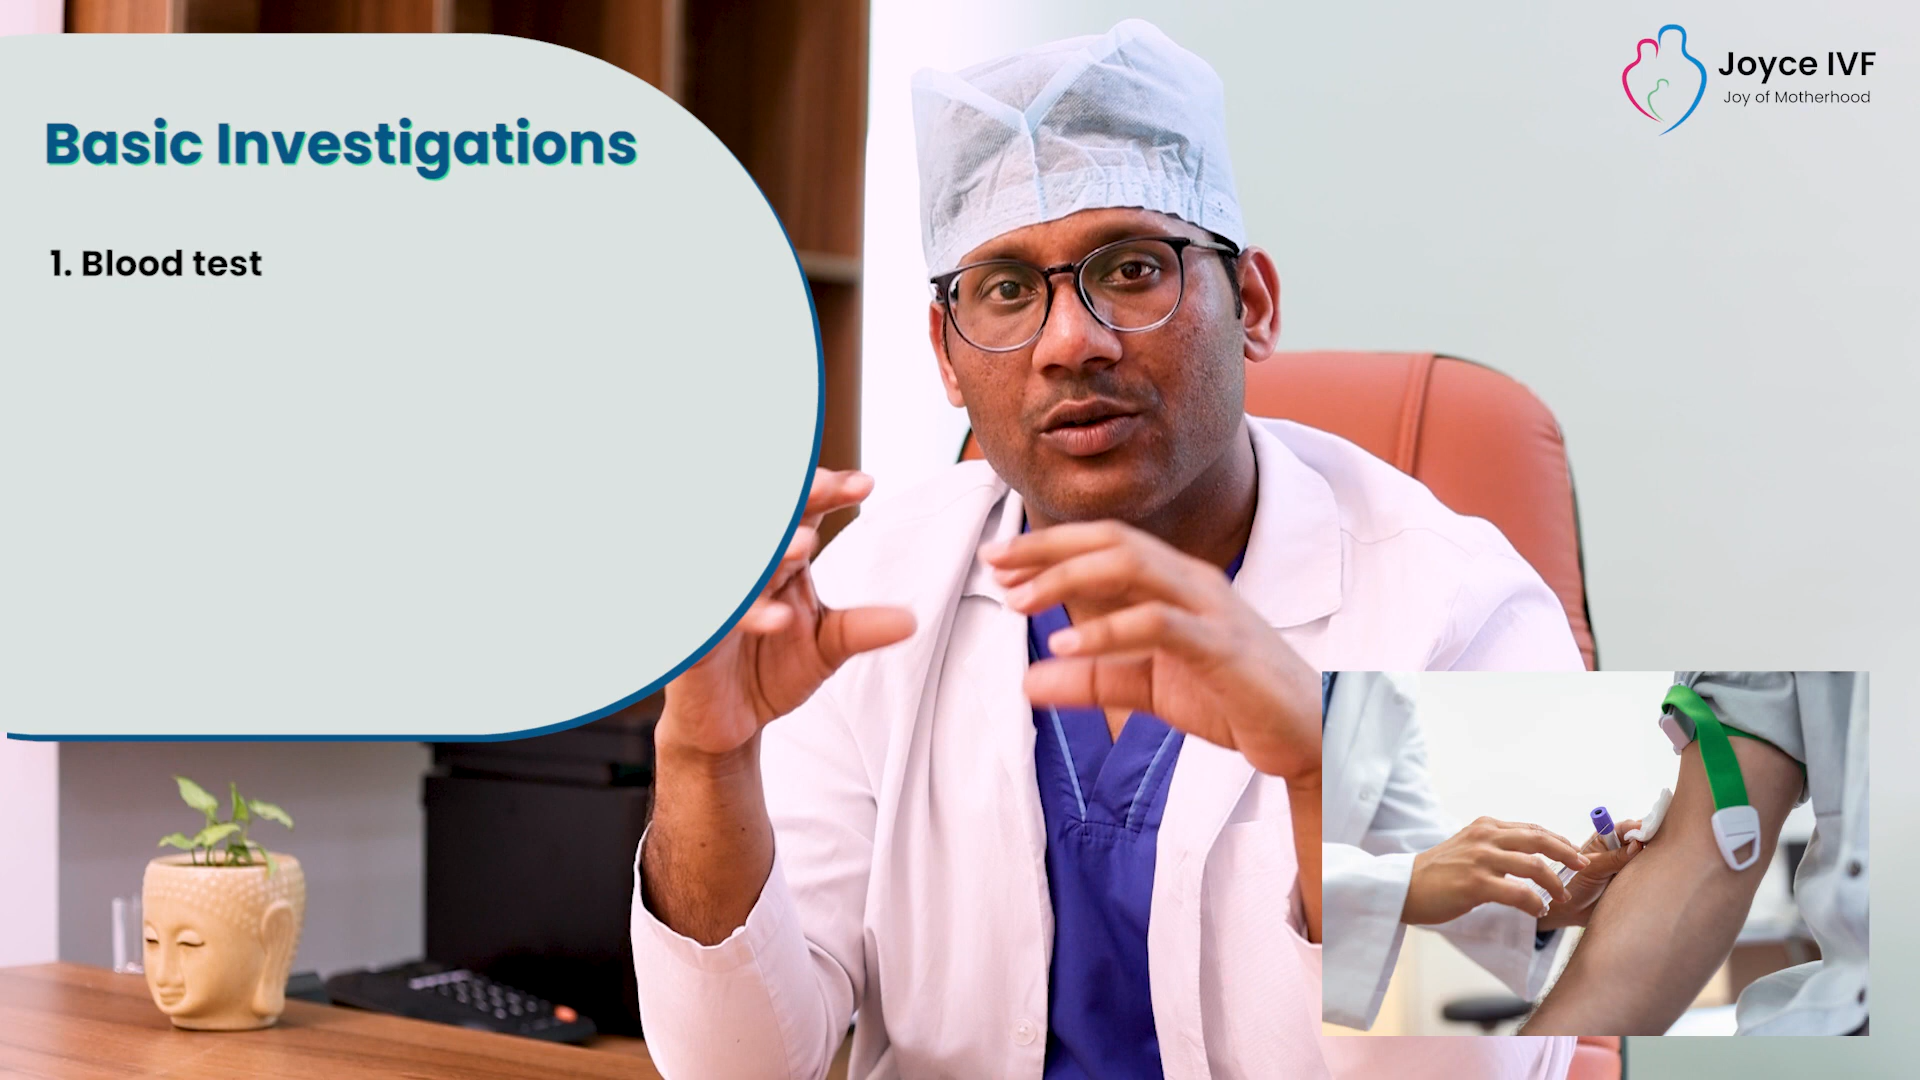 Basic Investigations
1. Blood test
Joyce IVF
Joy of Motherhood